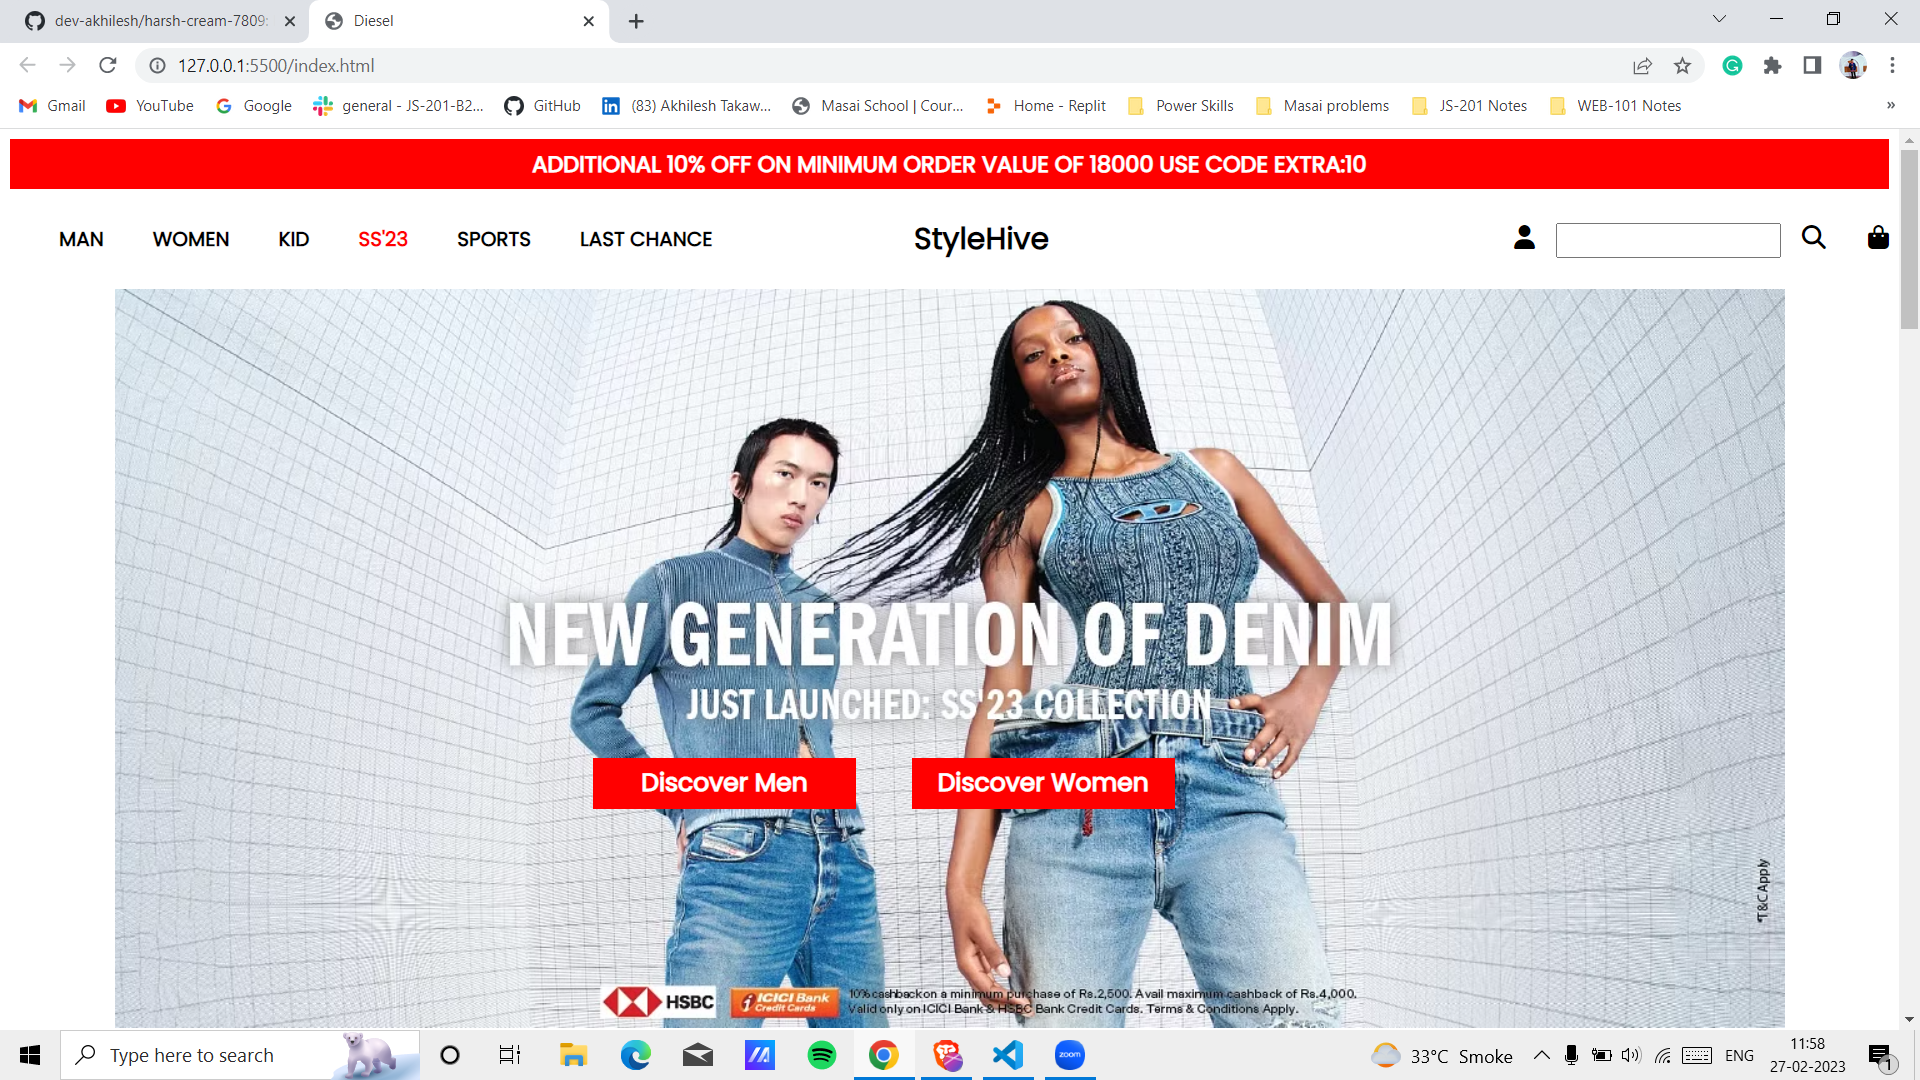 dev-akhilesh/harsh-cream-7809
Diesel
127.0.0.1:5500/index.html
Gmail
YouTube
Google
general - JS-201-B2...
GitHub
(83) Akhilesh Takaw...
Masai School | Cour...
Home - Replit
Power Skills
Masai problems
JS-201 Notes
WEB-101 Notes
»
ADDITIONAL 10% OFF ON MINIMUM ORDER VALUE OF 18000 USE CODE EXTRA:10
MAN
WOMEN
KID
SS'23
SPORTS
LAST CHANCE
StyleHive
NEW GENERATION OF DENIM
JUST LAUNCHED: SS'23 COLLECTION
Discover Men
Discover Women
*T&C Apply
HSBC
ICICI Bank
Credit Cards
10% cashback on a minimum purchase of Rs.2,500. Avail maximum cashback of Rs.4,000.
Valid only on ICICI Bank & HSBC Bank Credit Cards. Terms & Conditions Apply.
Type here to search
zoom
33°C Smoke
ENG
11:58
27-02-2023
1